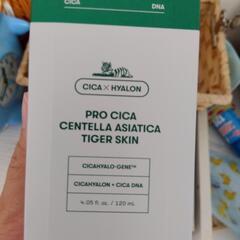 CICA DNA
CICA × HYALON
PRO CICA
CENTELLA ASIATICA
TIGER SKIN
CICAHYALO-GENE™
CICAHYALON + CICA DNA
4.05 fl. oz. / 120 mL